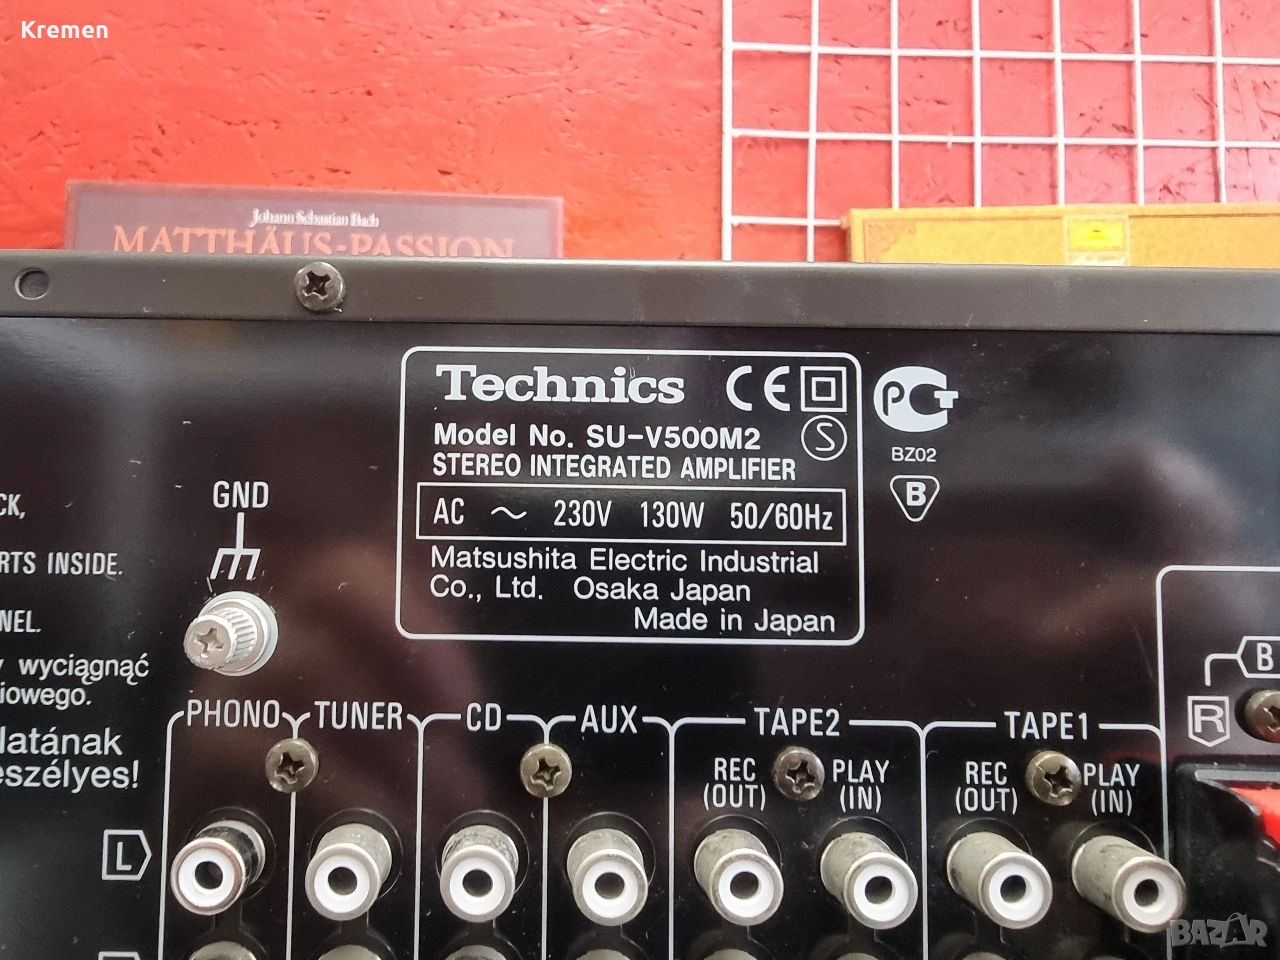 Kremen
Johann Sebastian Bach
MATTHÄUS-PASSION
Technics CE
Model No. SU-V500M2 S
STEREO INTEGRATED AMPLIFIER
AC ~ 230V 130W 50/60Hz
Matsushita Electric Industrial
Co., Ltd. Osaka Japan
Made in Japan
PCT
BZ02
B
CK,
RTS INSIDE.
NEL.
wyciągnąć
iowego.
latának
eszélyes!
GND
PHONO TUNER CD AUX TAPE2 TAPE1
REC (OUT)
PLAY (IN)
REC (OUT)
PLAY (IN)
L
B
R
BAZAR